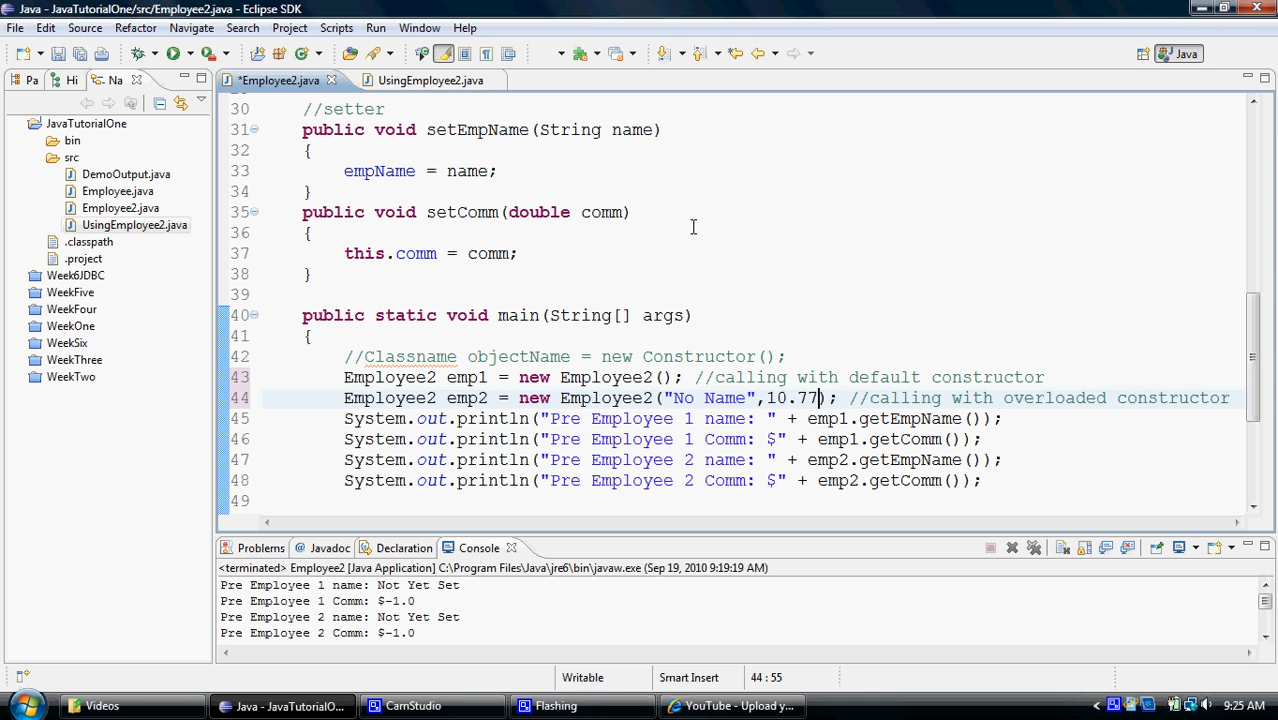 Java - JavaTutorialOne/src/Employee2.java - Eclipse SDK
File Edit Source Refactor Navigate Search Project Scripts Run Window Help
Java
Pa Hi Na
*Employee2.java UsingEmployee2.java
JavaTutorialOne
bin
src
DemoOutput.java
Employee.java
Employee2.java
UsingEmployee2.java
.classpath
.project
Week6JDBC
WeekFive
WeekFour
WeekOne
WeekSix
WeekThree
WeekTwo
30 //setter
31 public void setEmpName(String name)
32 {
33 empName = name;
34 }
35 public void setComm(double comm)
36 {
37 this.comm = comm;
38 }
39
40 public static void main(String[] args)
41 {
42 //Classname objectName = new Constructor();
43 Employee2 emp1 = new Employee2(); //calling with default constructor
44 Employee2 emp2 = new Employee2("No Name",10.77); //calling with overloaded constructor
45 System.out.println("Pre Employee 1 name: " + emp1.getEmpName());
46 System.out.println("Pre Employee 1 Comm: $" + emp1.getComm());
47 System.out.println("Pre Employee 2 name: " + emp2.getEmpName());
48 System.out.println("Pre Employee 2 Comm: $" + emp2.getComm());
49
Problems @ Javadoc Declaration Console
<terminated> Employee2 [Java Application] C:\Program Files\Java\jre6\bin\javaw.exe (Sep 19, 2010 9:19:19 AM)
Pre Employee 1 name: Not Yet Set
Pre Employee 1 Comm: $-1.0
Pre Employee 2 name: Not Yet Set
Pre Employee 2 Comm: $-1.0
Writable Smart Insert 44 : 55
Videos Java - JavaTutorialO... CamStudio Flashing YouTube - Upload y... 9:25 AM